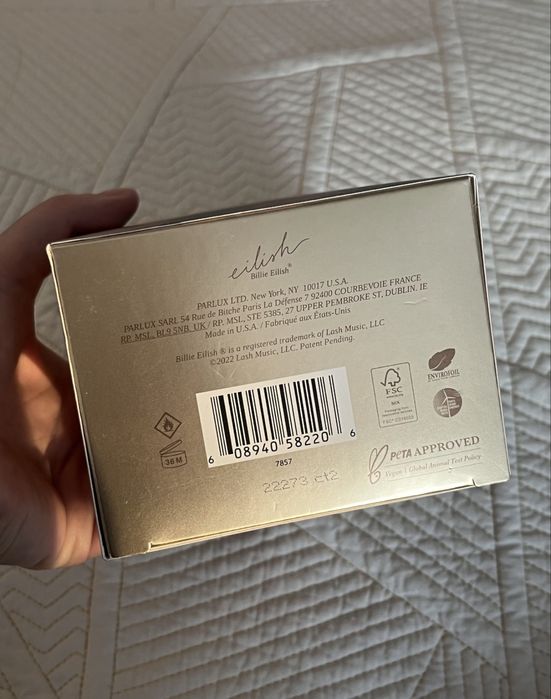 eilish
Billie Eilish®
PARLUX LTD. New York, NY 10017 U.S.A.
PARLUX SARL 54 Rue de Bitche Paris La Défense 7 92400 COURBEVOIE FRANCE
RP. MSL, BL9 5NB. UK / RP. MSL, STE 5385, 27 UPPER PEMBROKE ST, DUBLIN. IE
Made in U.S.A. / Fabriqué aux États-Unis
Billie Eilish ® is a registered trademark of Lash Music, LLC
©2022 Lash Music, LLC. Patent Pending.
FSC
MIX
ENVIROFOIL
6 08940 58220 6
36 M
7857
22273 ct2
PeTA APPROVED
Vegan | Global Animal Test Policy